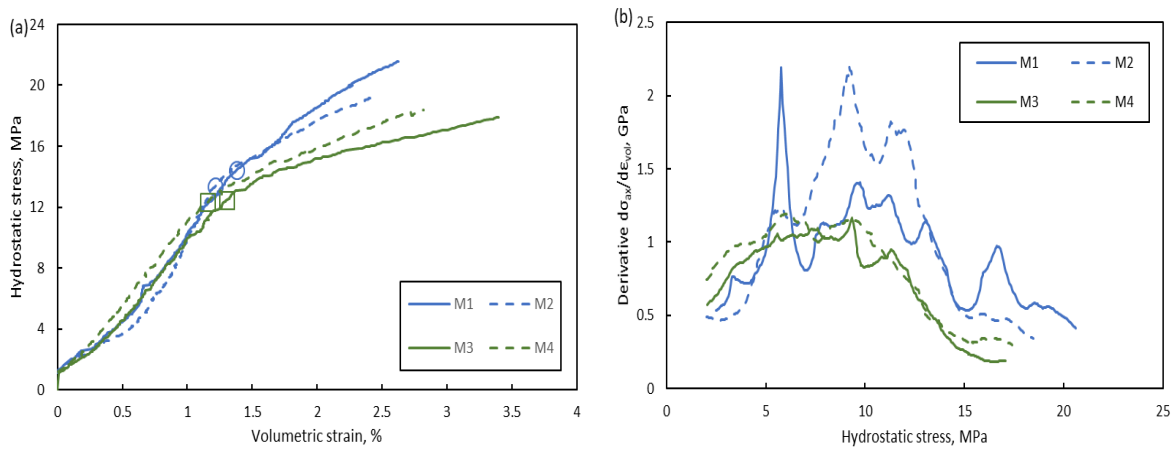 (a)
24
20
16
12
8
4
0
Hydrostatic stress, MPa
0 0.5 1 1.5 2 2.5 3 3.5 4
Volumetric strain, %
M1 M2
M3 M4
(b)
2.5
2
1.5
1
0.5
0
Derivative dσax/dεvol, GPa
0 5 10 15 20 25
Hydrostatic stress, MPa
M1 M2
M3 M4